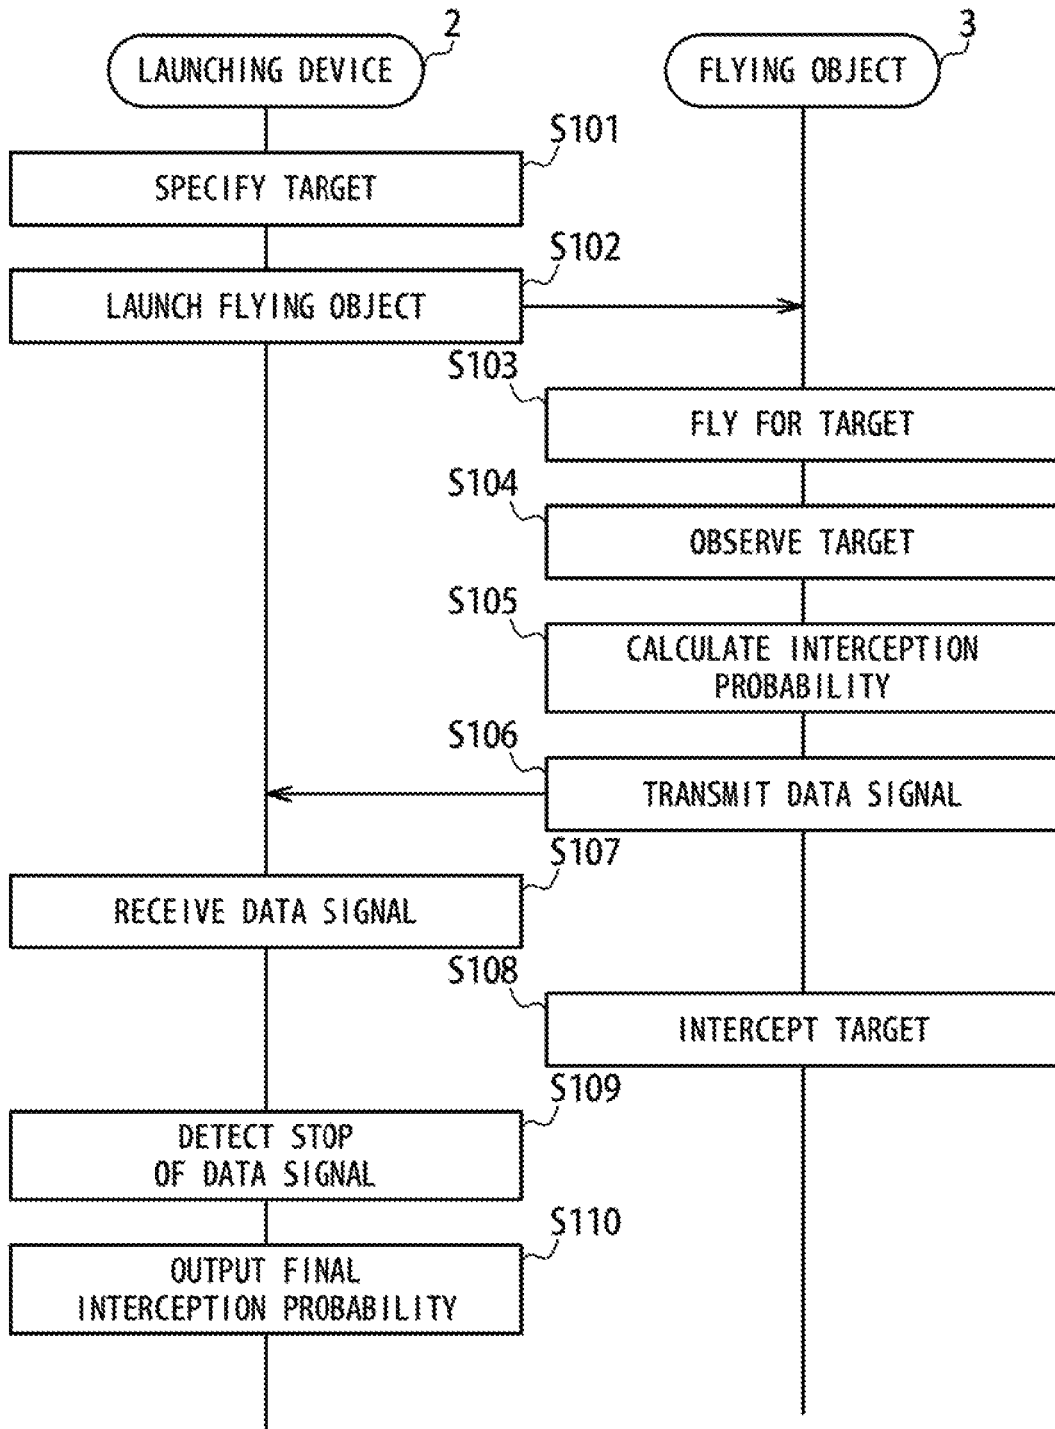 2
3
LAUNCHING DEVICE
FLYING OBJECT
S101
SPECIFY TARGET
S102
LAUNCH FLYING OBJECT
S103
FLY FOR TARGET
S104
OBSERVE TARGET
S105
CALCULATE INTERCEPTION
PROBABILITY
S106
TRANSMIT DATA SIGNAL
S107
RECEIVE DATA SIGNAL
S108
INTERCEPT TARGET
S109
DETECT STOP
OF DATA SIGNAL
S110
OUTPUT FINAL
INTERCEPTION PROBABILITY